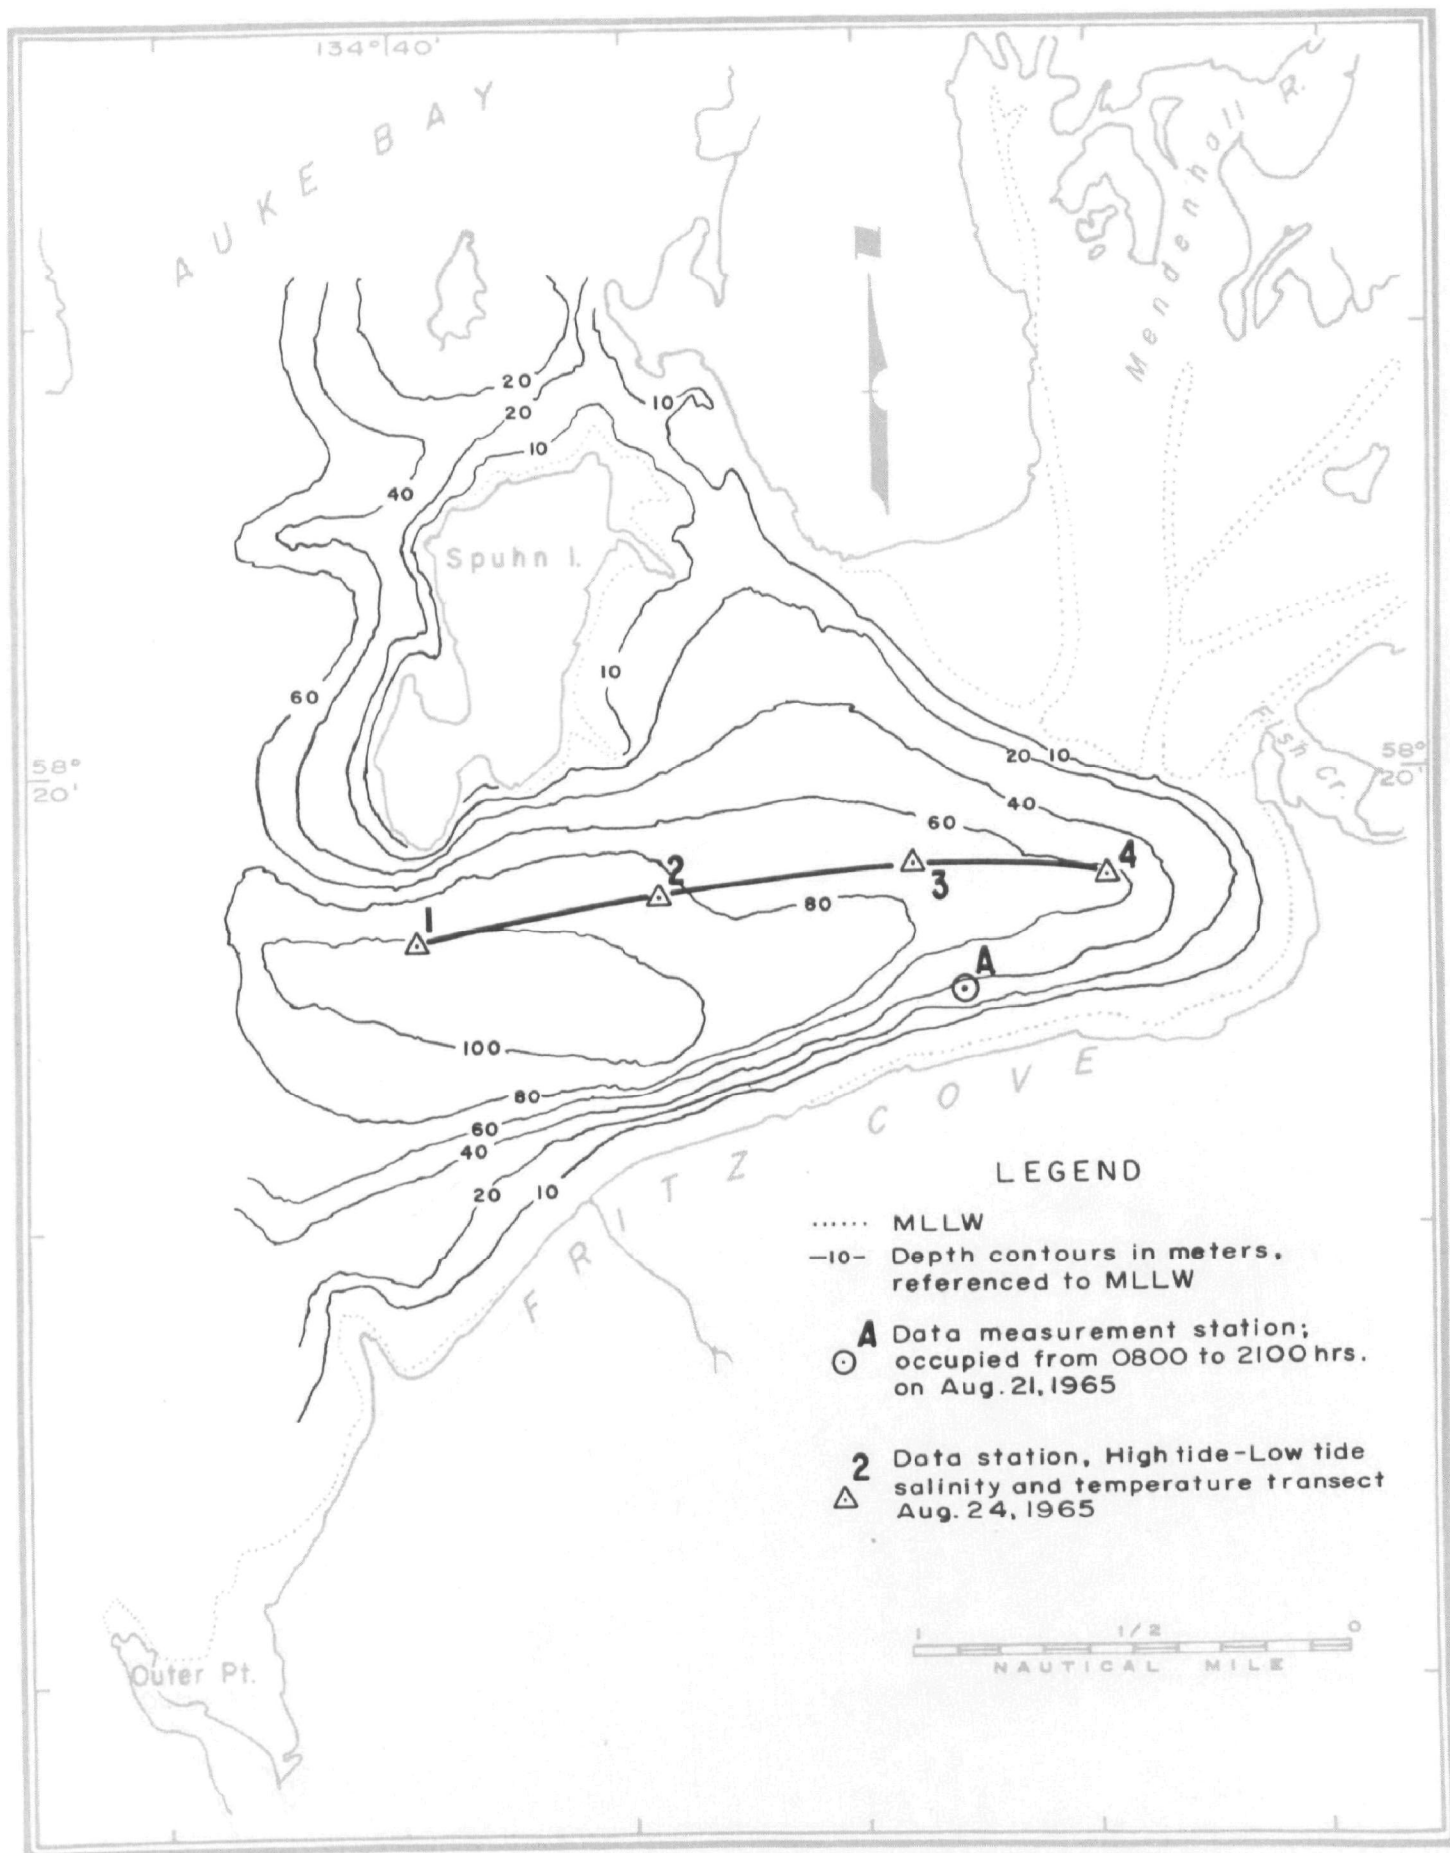 134° 40'
AUKE BAY
Mendenhall R.
20
20
10
10
40
Spuhn I.
10
60
58°
20'
Fish Cr.
58°
20'
20
10
40
60
1
2
3
4
80
A
100
80
60
40
20
10
FRITZ COVE
LEGEND
...... MLLW
—10— Depth contours in meters,
referenced to MLLW
A Data measurement station;
occupied from 0800 to 2100 hrs.
on Aug. 21, 1965
2 Data station, High tide-Low tide
salinity and temperature transect
Aug. 24, 1965
1 1/2 0
NAUTICAL MILE
Outer Pt.